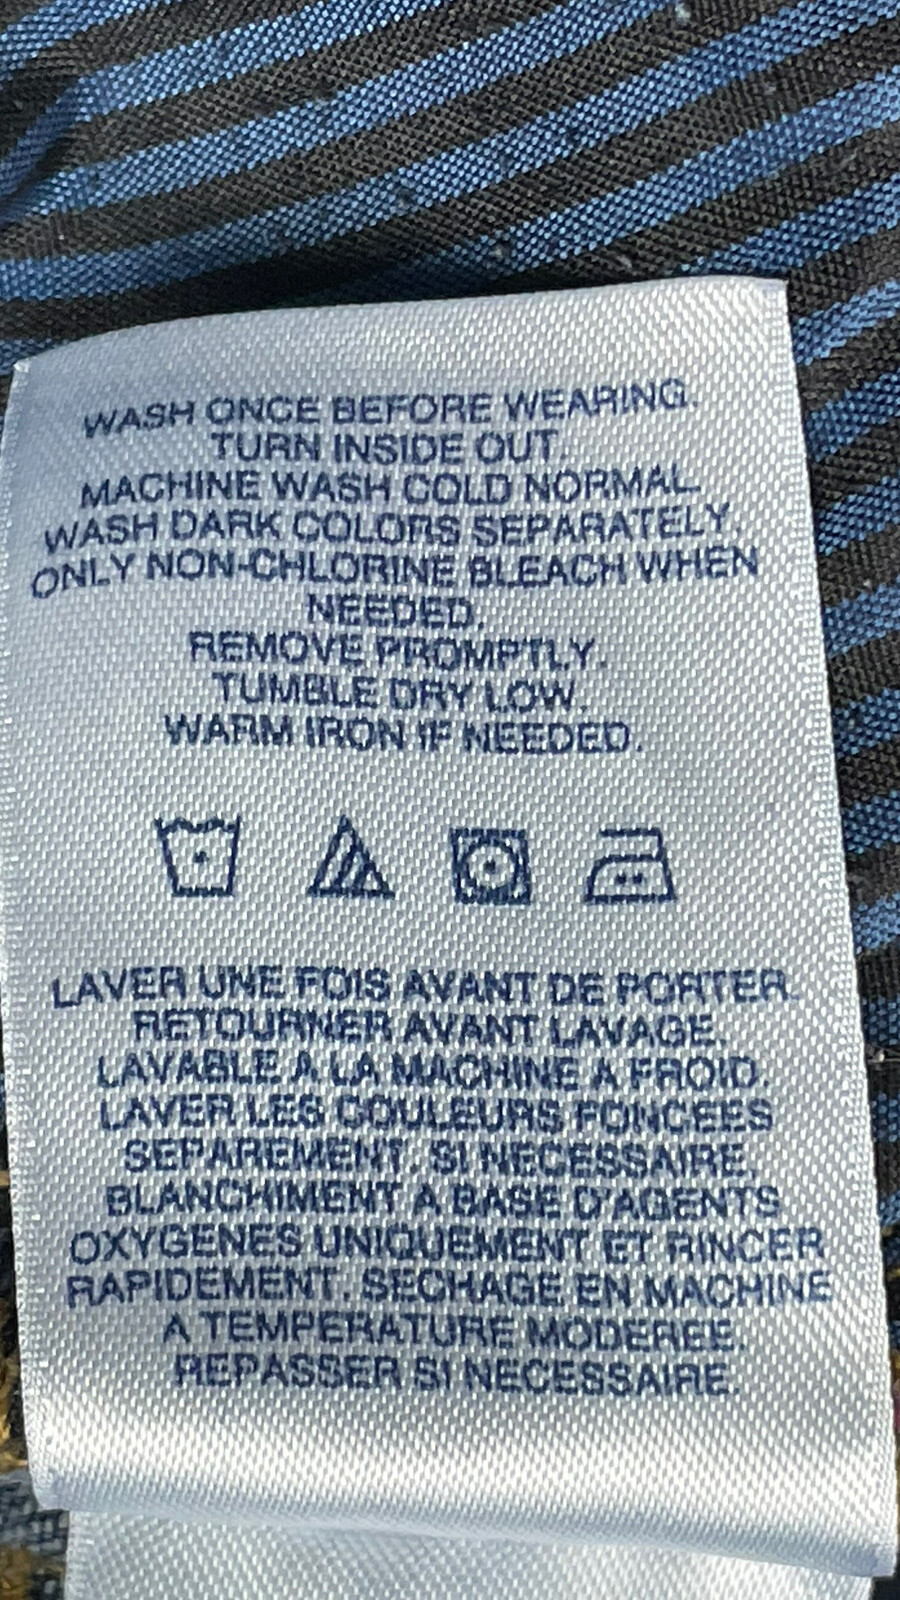 WASH ONCE BEFORE WEARING.
TURN INSIDE OUT.
MACHINE WASH COLD NORMAL.
WASH DARK COLORS SEPARATELY.
ONLY NON-CHLORINE BLEACH WHEN
NEEDED.
REMOVE PROMPTLY.
TUMBLE DRY LOW.
WARM IRON IF NEEDED.
LAVER UNE FOIS AVANT DE PORTER.
RETOURNER AVANT LAVAGE.
LAVABLE A LA MACHINE A FROID.
LAVER LES COULEURS FONCEES
SEPAREMENT. SI NECESSAIRE,
BLANCHIMENT A BASE D'AGENTS
OXYGENES UNIQUEMENT ET RINCER
RAPIDEMENT. SECHAGE EN MACHINE
A TEMPERATURE MODEREE.
REPASSER SI NECESSAIRE.